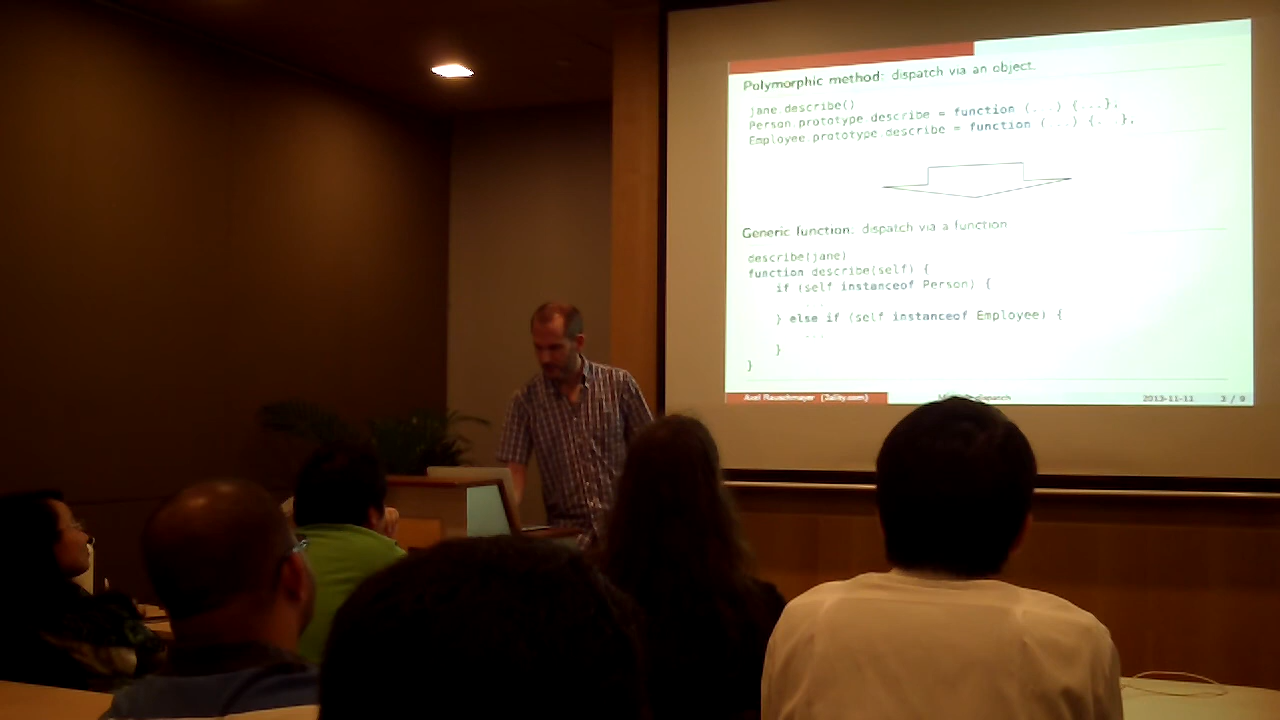 Polymorphic method: dispatch via an object.
jane.describe()
Person.prototype.describe = function (...) {...},
Employee.prototype.describe = function (...) {...},
Generic function: dispatch via a function
describe(jane)
function describe(self) {
if (self instanceof Person) {
...
} else if (self instanceof Employee) {
...
}
}
Axel Rauschmayer (2ality.com)
dispatch
2013-11-11
3 / 9